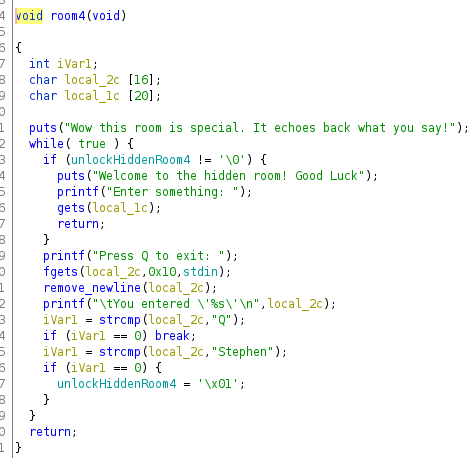 3
4 void room4(void)
5
6 {
7   int iVar1;
8   char local_2c [16];
9   char local_1c [20];
0
1   puts("Wow this room is special. It echoes back what you say!");
2   while( true ) {
3     if (unlockHiddenRoom4 != '\0') {
4       puts("Welcome to the hidden room! Good Luck");
5       printf("Enter something: ");
6       gets(local_1c);
7       return;
8     }
9     printf("Press Q to exit: ");
0     fgets(local_2c,0x10,stdin);
1     remove_newline(local_2c);
2     printf("\tYou entered \'%s\'\n",local_2c);
3     iVar1 = strcmp(local_2c,"Q");
4     if (iVar1 == 0) break;
5     iVar1 = strcmp(local_2c,"Stephen");
6     if (iVar1 == 0) {
7       unlockHiddenRoom4 = '\x01';
8     }
9   }
0   return;
1 }